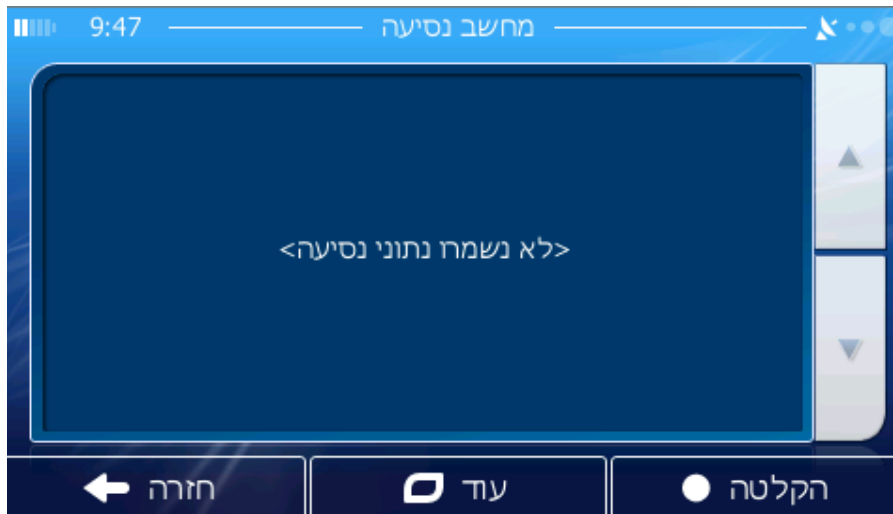 9:47
מחשב נסיעה
<לא נשמרו נתוני נסיעה>
הקלטה
עוד
חזרה